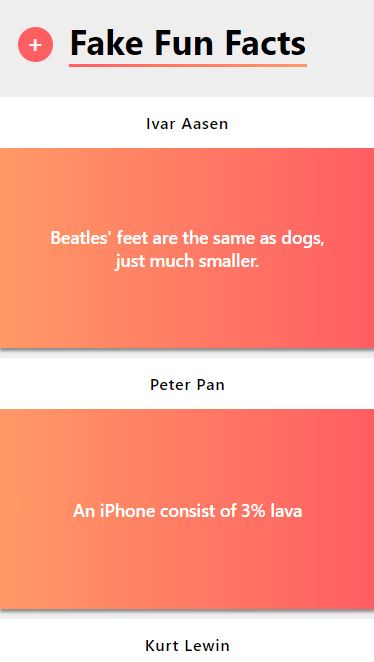 + Fake Fun Facts
Ivar Aasen
Beatles' feet are the same as dogs,
just much smaller.
Peter Pan
An iPhone consist of 3% lava
Kurt Lewin